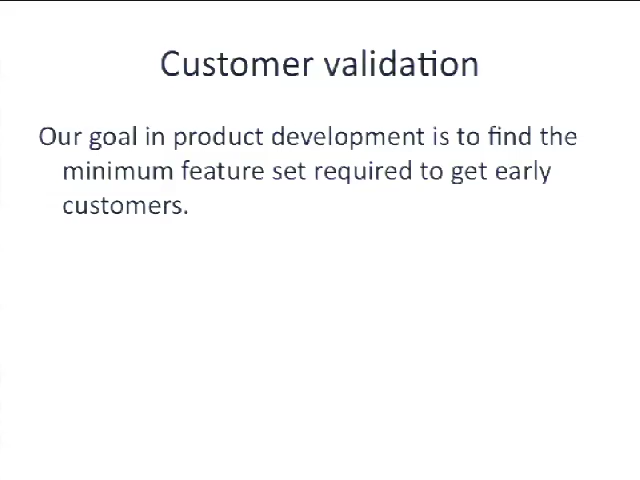 Customer validation
Our goal in product development is to find the
minimum feature set required to get early
customers.